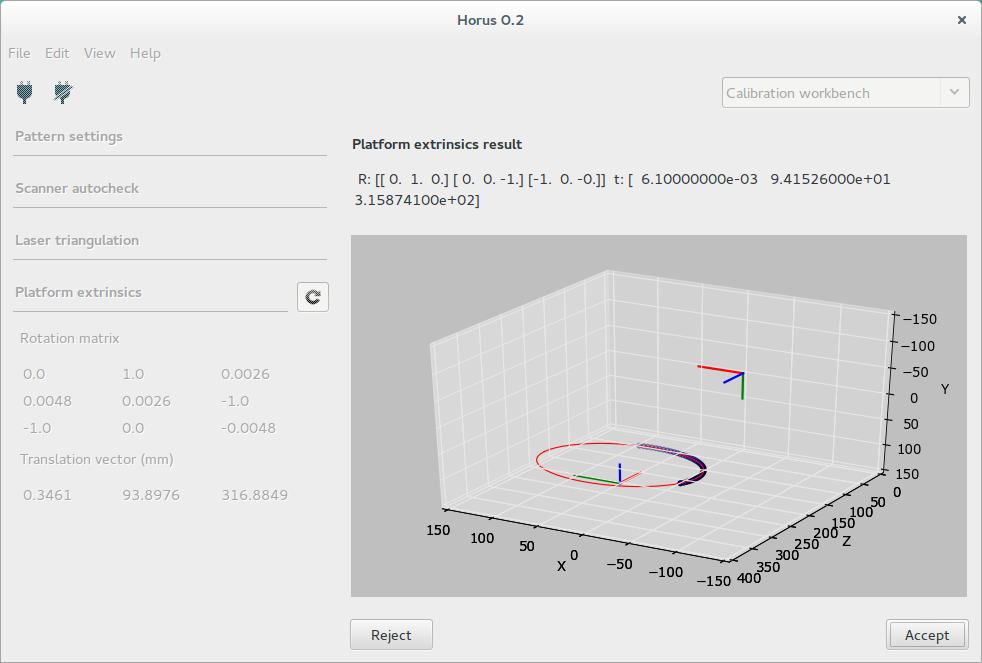 Horus 0.2
File Edit View Help
Calibration workbench
Pattern settings
Scanner autocheck
Laser triangulation
Platform extrinsics
Rotation matrix
0.0 1.0 0.0026
0.0048 0.0026 -1.0
-1.0 0.0 -0.0048
Translation vector (mm)
0.3461 93.8976 316.8849
Platform extrinsics result
R: [[ 0. 1. 0.] [ 0. 0. -1.] [-1. 0. -0.]] t: [ 6.10000000e-03 9.41526000e+01
3.15874100e+02]
−150
−100
−50
0
50
100
150
Y
150
100
50
0
−50
−100
−150
X
0
50
100
150
200
250
300
350
400
Z
Reject
Accept